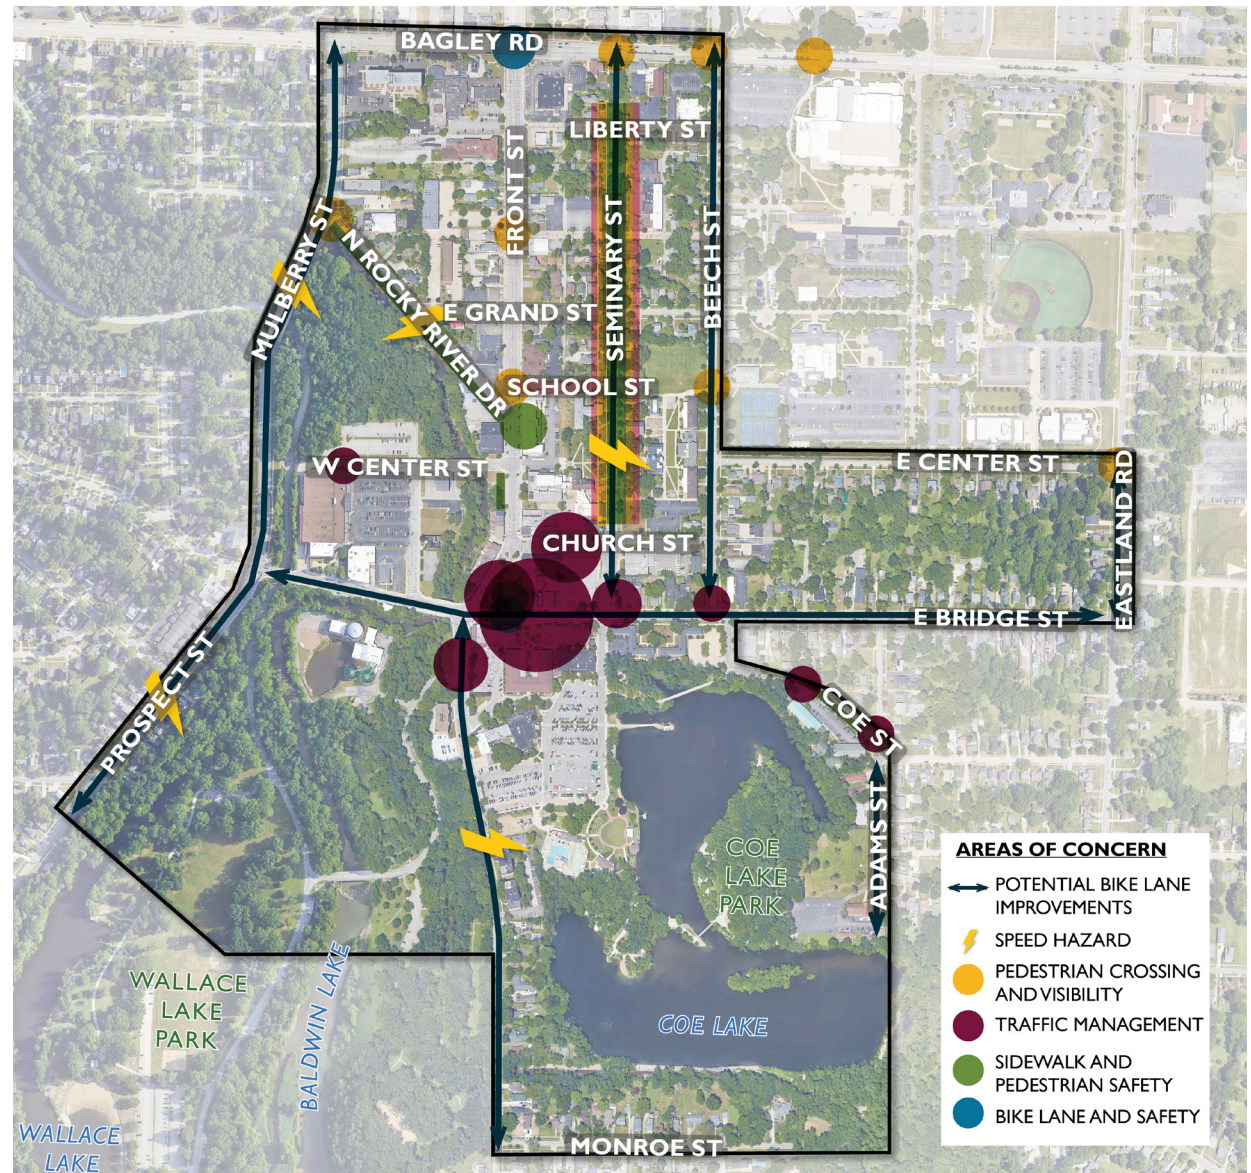 BAGLEY RD
LIBERTY ST
FRONT ST
SEMINARY ST
BEECH ST
MULBERRY ST
N ROCKY RIVER DR
E GRAND ST
SCHOOL ST
W CENTER ST
E CENTER ST
EASTLAND RD
CHURCH ST
E BRIDGE ST
PROSPECT ST
COE ST
ADAMS ST
COE
LAKE
PARK
WALLACE
LAKE
PARK
BALDWIN LAKE
COE LAKE
WALLACE
LAKE
MONROE ST
AREAS OF CONCERN
POTENTIAL BIKE LANE
IMPROVEMENTS
SPEED HAZARD
PEDESTRIAN CROSSING
AND VISIBILITY
TRAFFIC MANAGEMENT
SIDEWALK AND
PEDESTRIAN SAFETY
BIKE LANE AND SAFETY